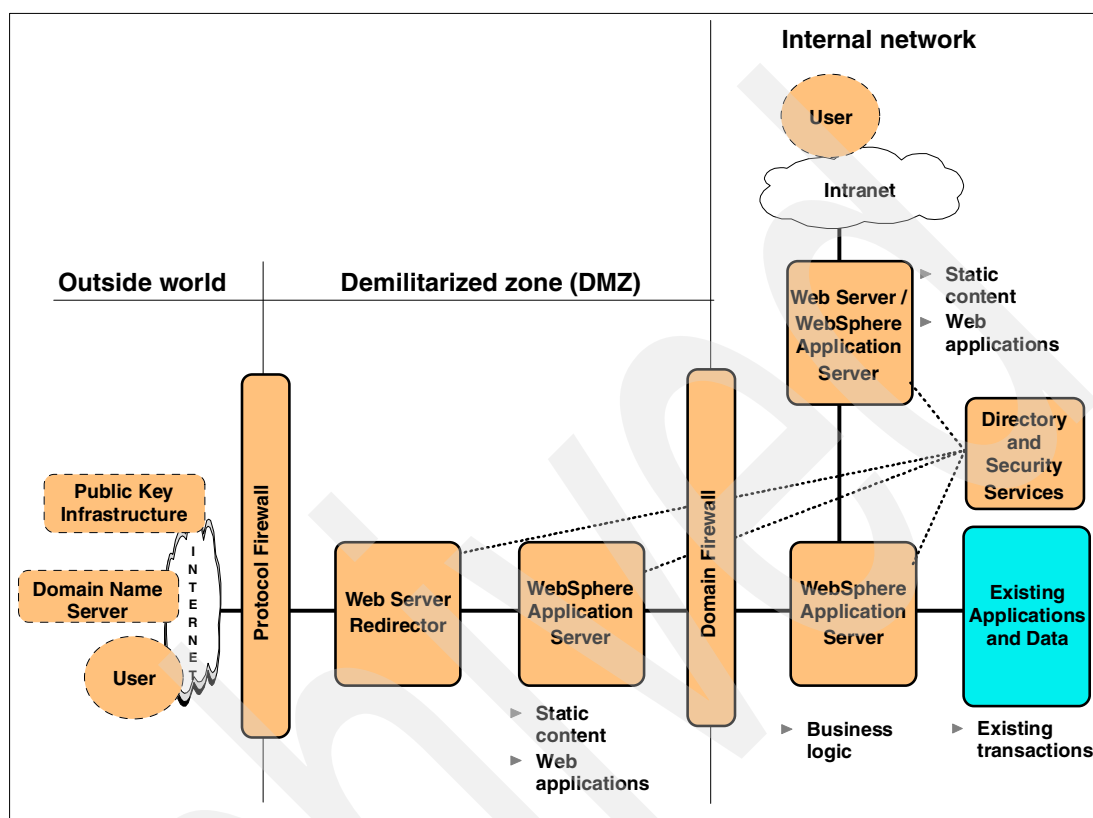 Internal network
User
Intranet
Outside world
Demilitarized zone (DMZ)
Web Server /
WebSphere
Application
Server
Static
content
Web
applications
Directory
and
Security
Services
Public Key
Infrastructure
Domain Name
Server
User
INTERNET
Protocol Firewall
Web Server
Redirector
WebSphere
Application
Server
Static
content
Web
applications
Domain Firewall
WebSphere
Application
Server
Business
logic
Existing
Applications
and Data
Existing
transactions